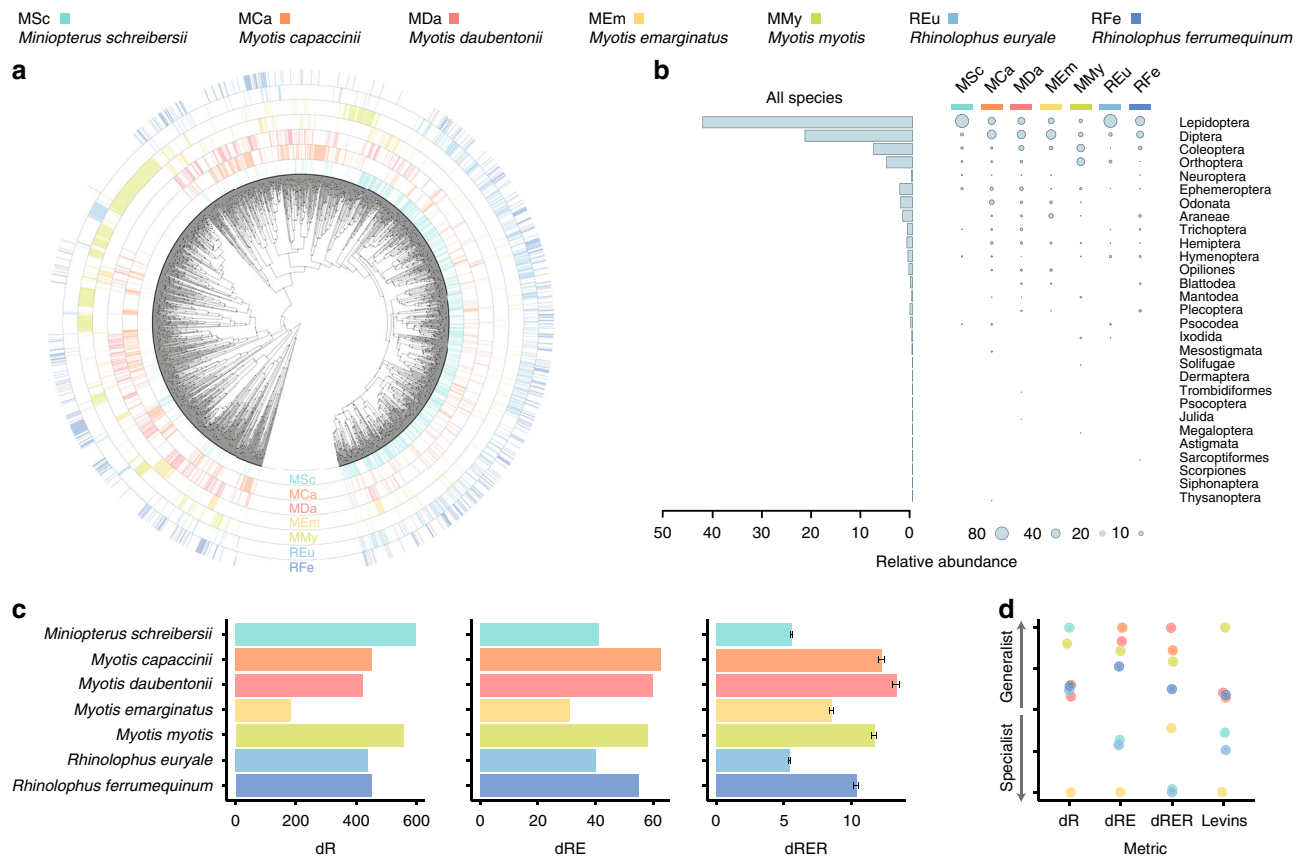 MSc MCa MDa MEm MMy REu RFe
Miniopterus schreibersii Myotis capaccinii Myotis daubentonii Myotis emarginatus Myotis myotis Rhinolophus euryale Rhinolophus ferrumequinum
a
MSc
MCa
MDa
MEm
MMy
REu
RFe
b
All species
MSc MCa MDa MEm MMy REu RFe
Lepidoptera
Diptera
Coleoptera
Orthoptera
Neuroptera
Ephemeroptera
Odonata
Araneae
Trichoptera
Hemiptera
Hymenoptera
Opiliones
Blattodea
Mantodea
Plecoptera
Psocodea
Ixodida
Mesostigmata
Solifugae
Dermaptera
Trombidiformes
Psocoptera
Julida
Megaloptera
Astigmata
Sarcoptiformes
Scorpiones
Siphonaptera
Thysanoptera
50 40 30 20 10 0
80 40 20 10
Relative abundance
c
Miniopterus schreibersii
Myotis capaccinii
Myotis daubentonii
Myotis emarginatus
Myotis myotis
Rhinolophus euryale
Rhinolophus ferrumequinum
0 200 400 600
dR
0 20 40 60
dRE
0 5 10
dRER
d
Generalist
Specialist
dR dRE dRER Levins
Metric